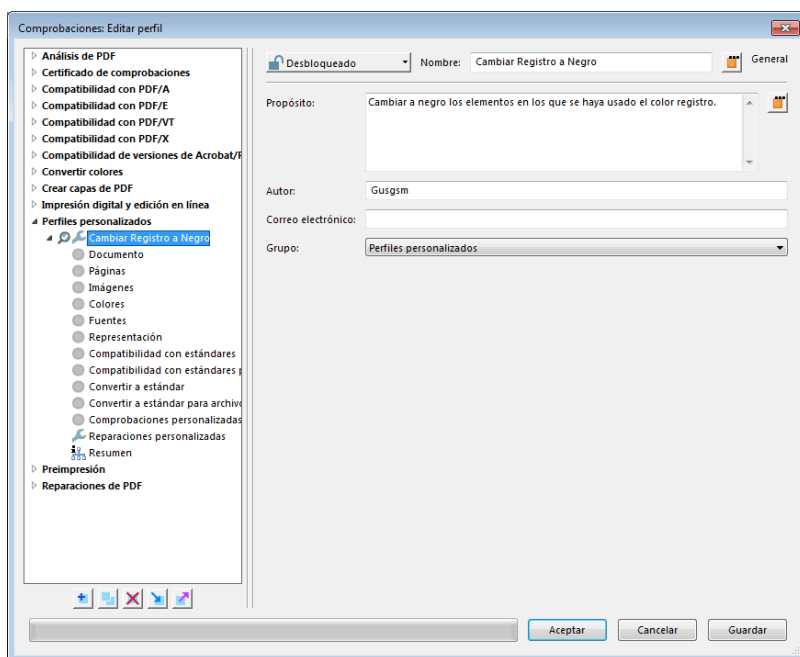 Comprobaciones: Editar perfil
Análisis de PDF
Certificado de comprobaciones
Compatibilidad con PDF/A
Compatibilidad con PDF/E
Compatibilidad con PDF/VT
Compatibilidad con PDF/X
Compatibilidad de versiones de Acrobat/
Convertir colores
Crear capas de PDF
Impresión digital y edición en línea
Perfiles personalizados
Cambiar Registro a Negro
Documento
Páginas
Imágenes
Colores
Fuentes
Representación
Compatibilidad con estándares
Compatibilidad con estándares
Convertir a estándar
Convertir a estándar para archiv
Comprobaciones personalizadas
Reparaciones personalizadas
Resumen
Preimpresión
Reparaciones de PDF
Desbloqueado
Nombre: Cambiar Registro a Negro
General
Propósito: Cambiar a negro los elementos en los que se haya usado el color registro.
Autor: Gusgsm
Correo electrónico:
Grupo: Perfiles personalizados
Aceptar Cancelar Guardar